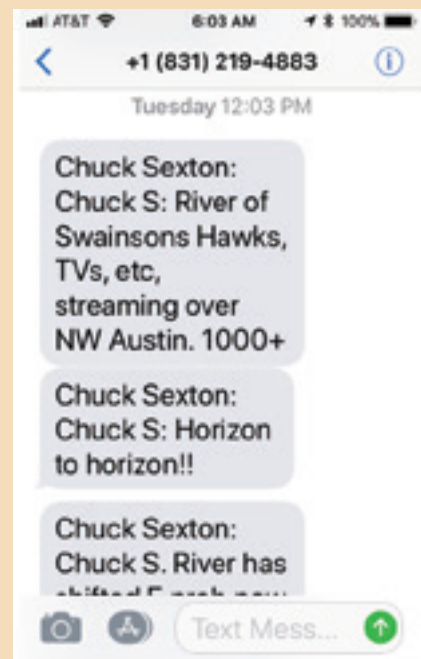 AT&T 6:03 AM 100%
+1 (831) 219-4883
Tuesday 12:03 PM
Chuck Sexton:
Chuck S: River of
Swainsons Hawks,
TVs, etc,
streaming over
NW Austin. 1000+
Chuck Sexton:
Chuck S: Horizon
to horizon!!
Chuck Sexton:
Chuck S. River has
shifted E
Text Mess...